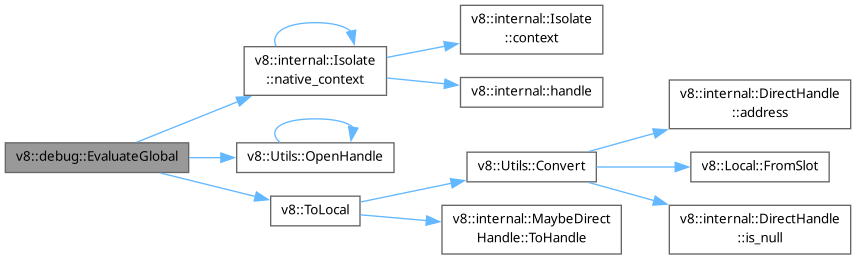 v8::debug::EvaluateGlobal
v8::internal::Isolate
::native_context
v8::internal::Isolate
::context
v8::internal::handle
v8::Utils::OpenHandle
v8::ToLocal
v8::Utils::Convert
v8::internal::DirectHandle
::address
v8::Local::FromSlot
v8::internal::DirectHandle
::is_null
v8::internal::MaybeDirect
Handle::ToHandle